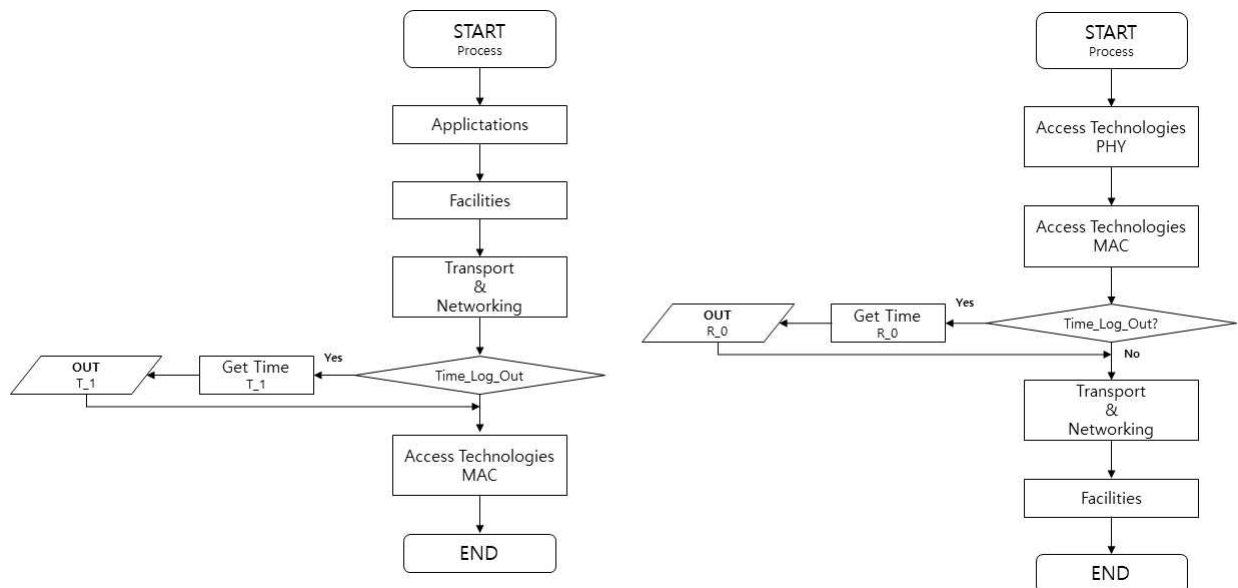 START
Process
Applictations
Facilities
Transport
&
Networking
Time_Log_Out
Yes
Get Time
T_1
OUT
T_1
Access Technologies
MAC
END
START
Process
Access Technologies
PHY
Access Technologies
MAC
Time_Log_Out?
Yes
Get Time
R_0
OUT
R_0
No
Transport
&
Networking
Facilities
END